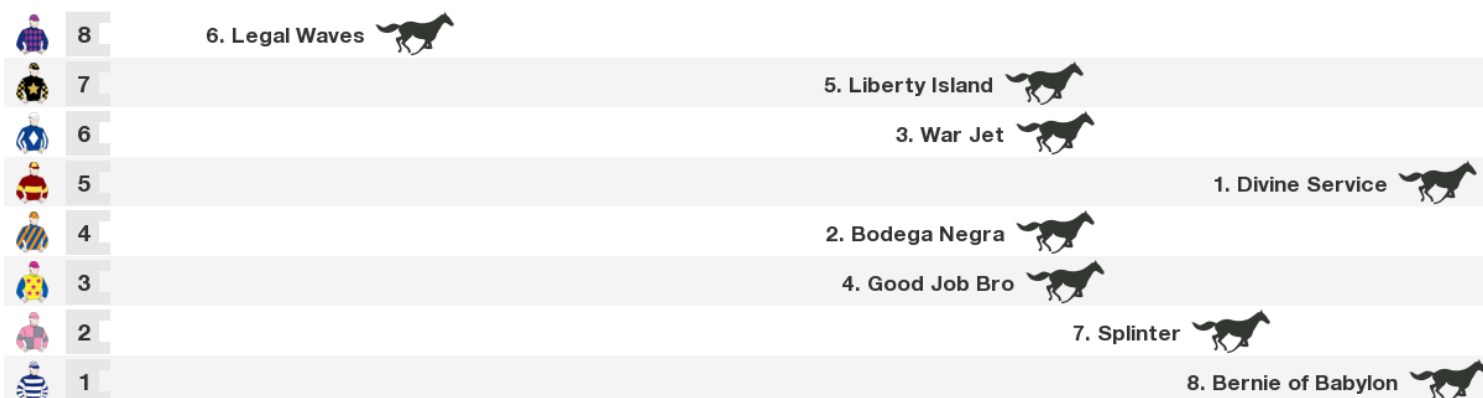 8 6. Legal Waves
7 5. Liberty Island
6 3. War Jet
5 1. Divine Service
4 2. Bodega Negra
3 4. Good Job Bro
2 7. Splinter
1 8. Bernie of Babylon